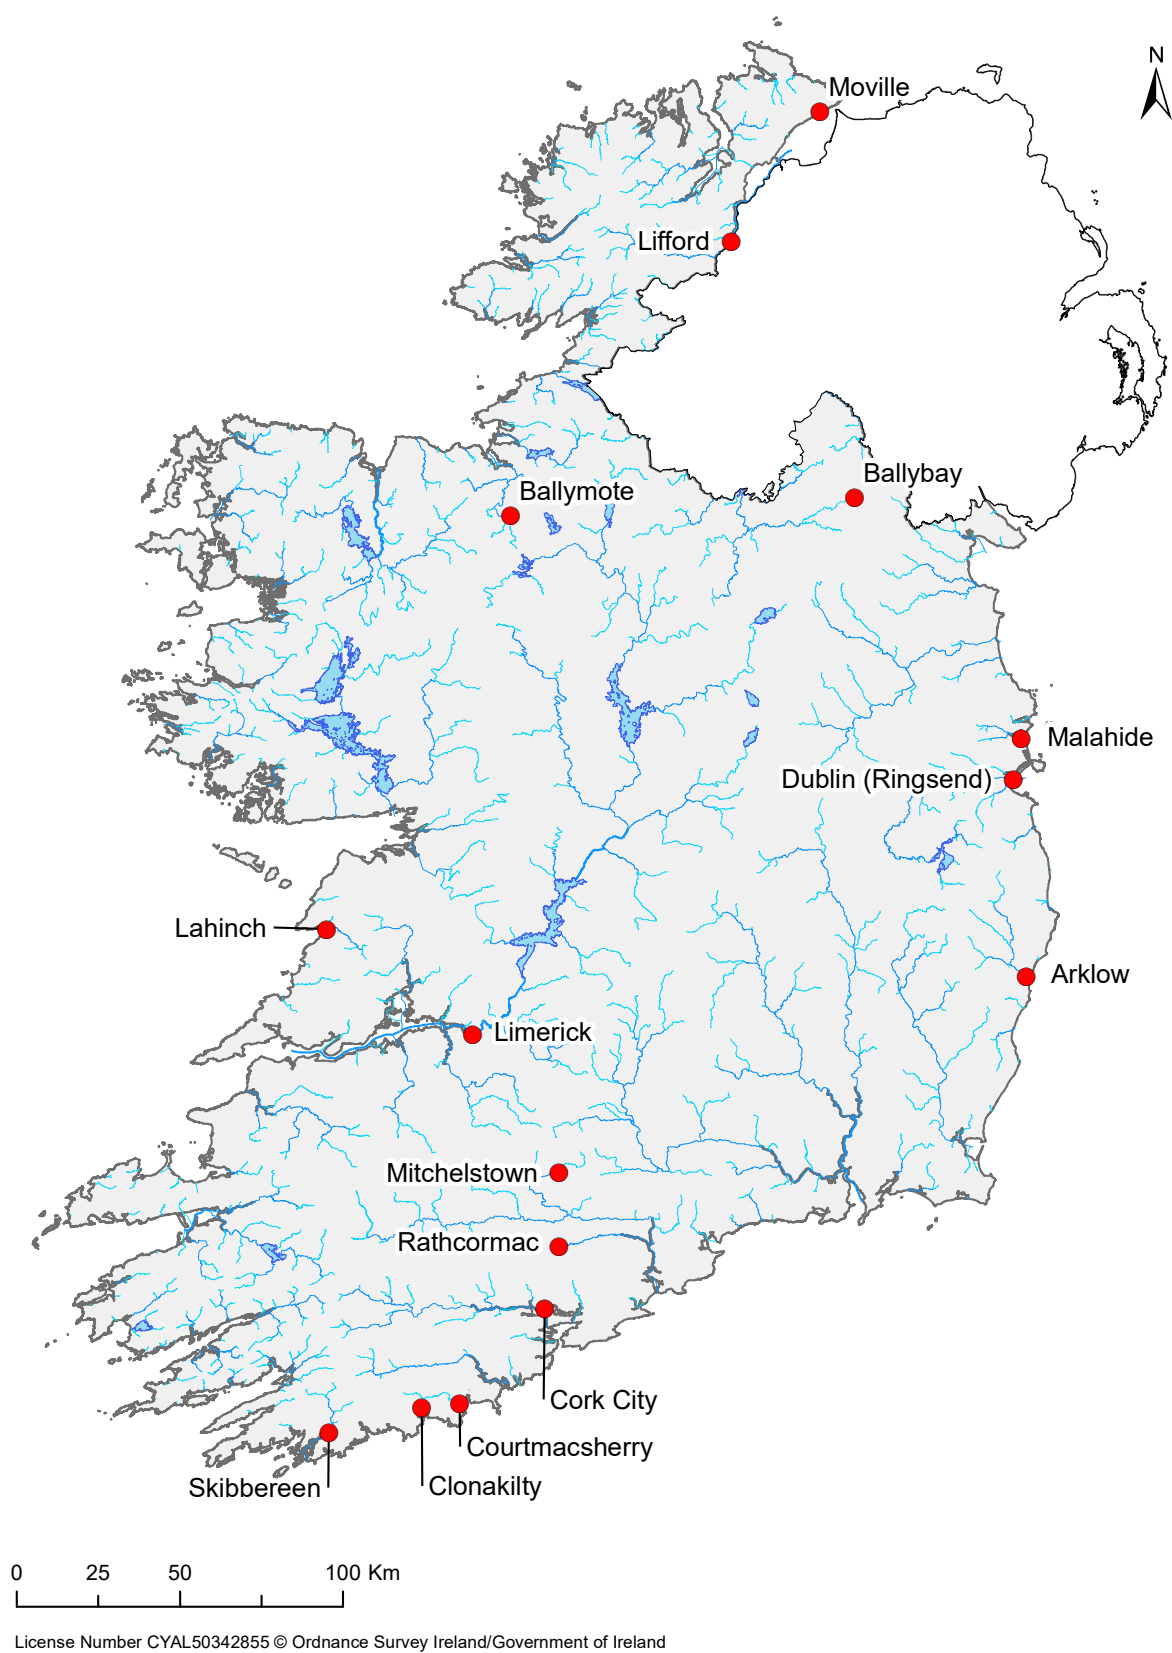 N
Moville
Lifford
Ballybay
Ballymote
Malahide
Dublin (Ringsend)
Lahinch
Arklow
Limerick
Mitchelstown
Rathcormac
Cork City
Courtmacsherry
Clonakilty
Skibbereen
0 25 50 100 Km
License Number CYAL50342855 © Ordnance Survey Ireland/Government of Ireland